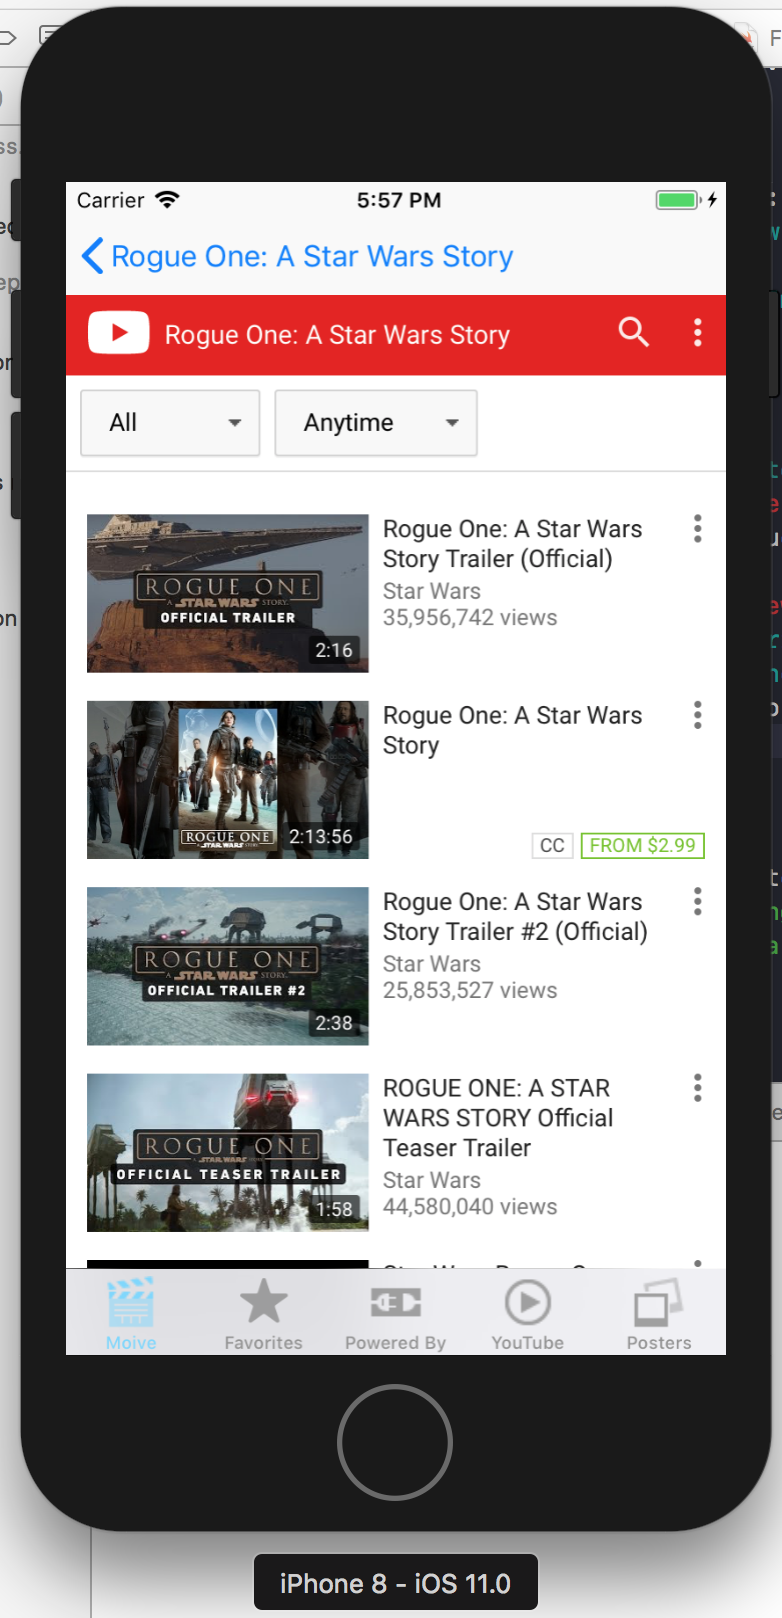 F
Carrier 5:57 PM
Rogue One: A Star Wars Story
Rogue One: A Star Wars Story
All Anytime
ROGUE ONE
A STAR WARS STORY
OFFICIAL TRAILER
2:16
Rogue One: A Star Wars
Story Trailer (Official)
Star Wars
35,956,742 views
ROGUE ONE
2:13:56
Rogue One: A Star Wars
Story
CC FROM $2.99
ROGUE ONE
A STAR WARS STORY
OFFICIAL TRAILER #2
2:38
Rogue One: A Star Wars
Story Trailer #2 (Official)
Star Wars
25,853,527 views
ROGUE ONE
A STAR WARS STORY
OFFICIAL TEASER TRAILER
1:58
ROGUE ONE: A STAR
WARS STORY Official
Teaser Trailer
Star Wars
44,580,040 views
Moive Favorites Powered By YouTube Posters
iPhone 8 - iOS 11.0